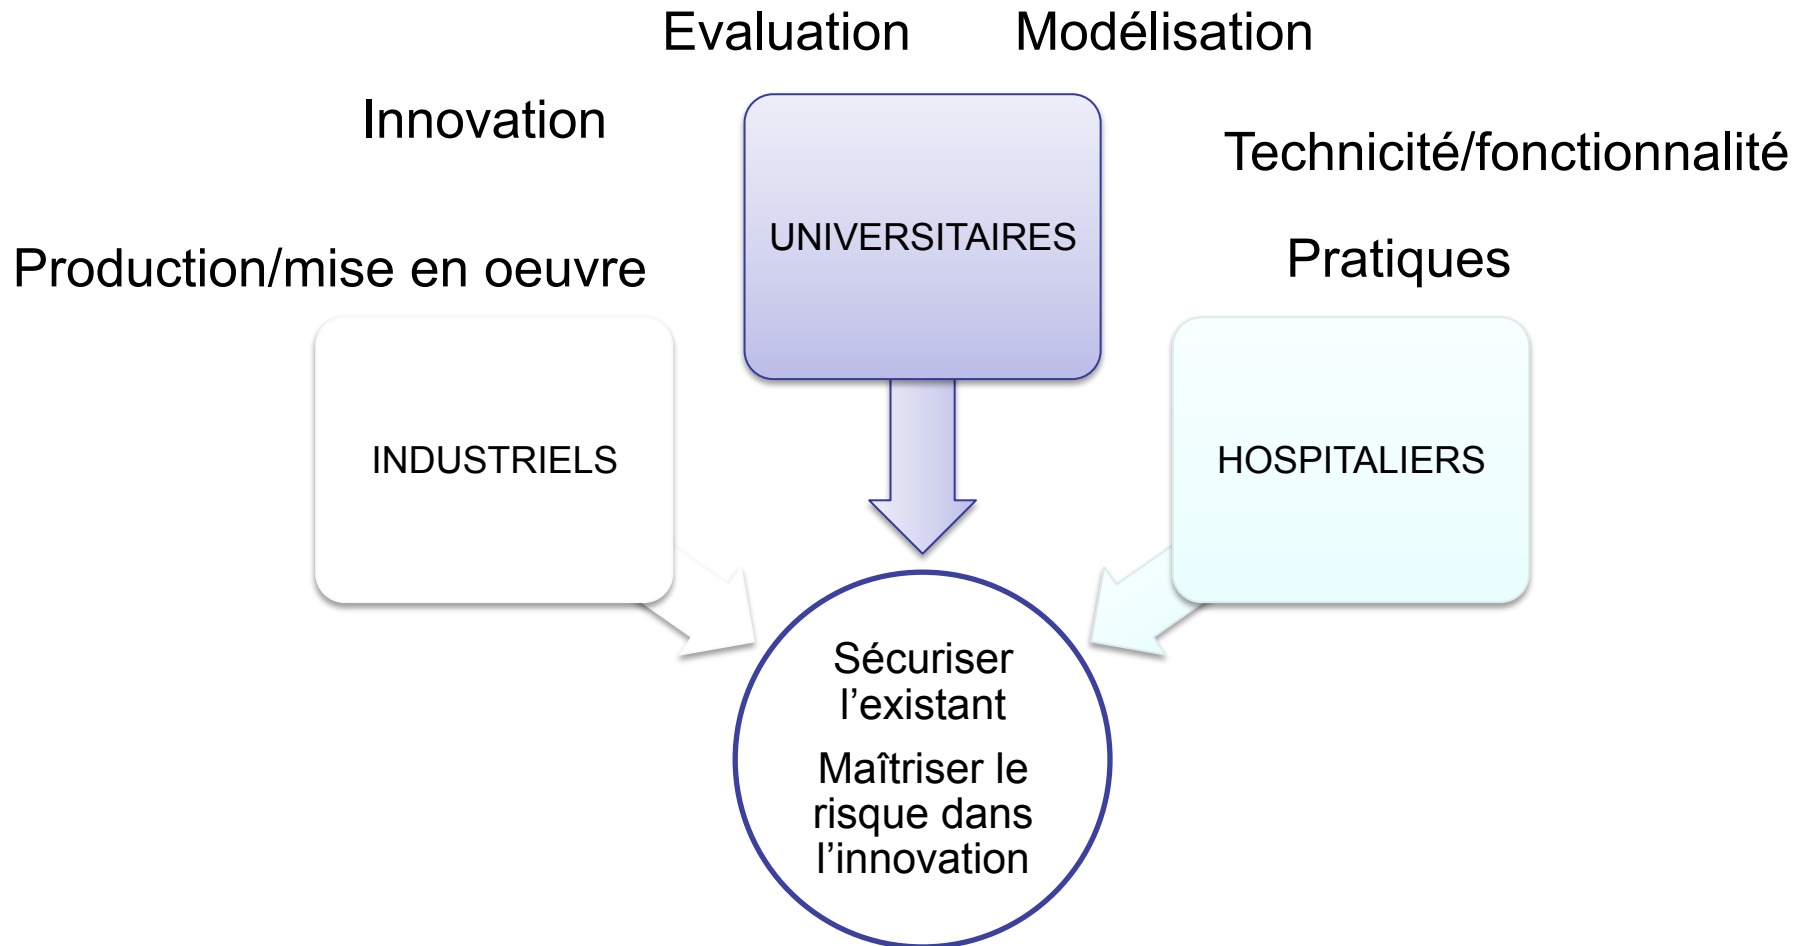 Evaluation
Modélisation
Innovation
Technicité/fonctionnalité
Production/mise en oeuvre
Pratiques
UNIVERSITAIRES
INDUSTRIELS
HOSPITALIERS
Sécuriser
l’existant
Maîtriser le
risque dans
l’innovation